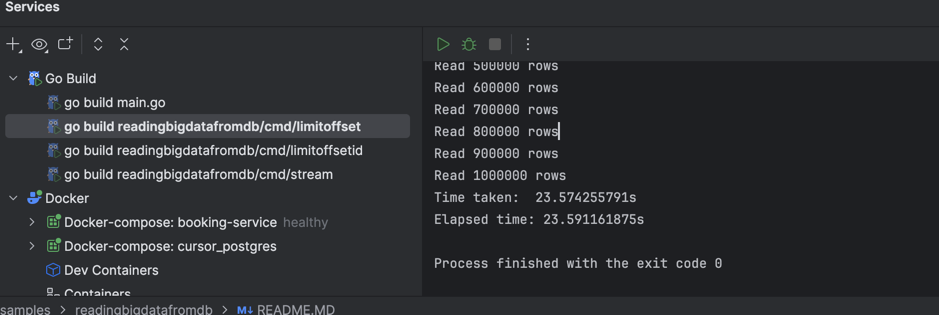 Services
Go Build
go build main.go
go build readingbigdatafromdb/cmd/limitoffset
go build readingbigdatafromdb/cmd/limitoffsetid
go build readingbigdatafromdb/cmd/stream
Docker
Docker-compose: booking-service healthy
Docker-compose: cursor_postgres
Dev Containers
Containers
Read 500000 rows
Read 600000 rows
Read 700000 rows
Read 800000 rows
Read 900000 rows
Read 1000000 rows
Time taken:  23.574255791s
Elapsed time: 23.591161875s
Process finished with the exit code 0
samples > readingbigdatafromdb > M↓ README.MD